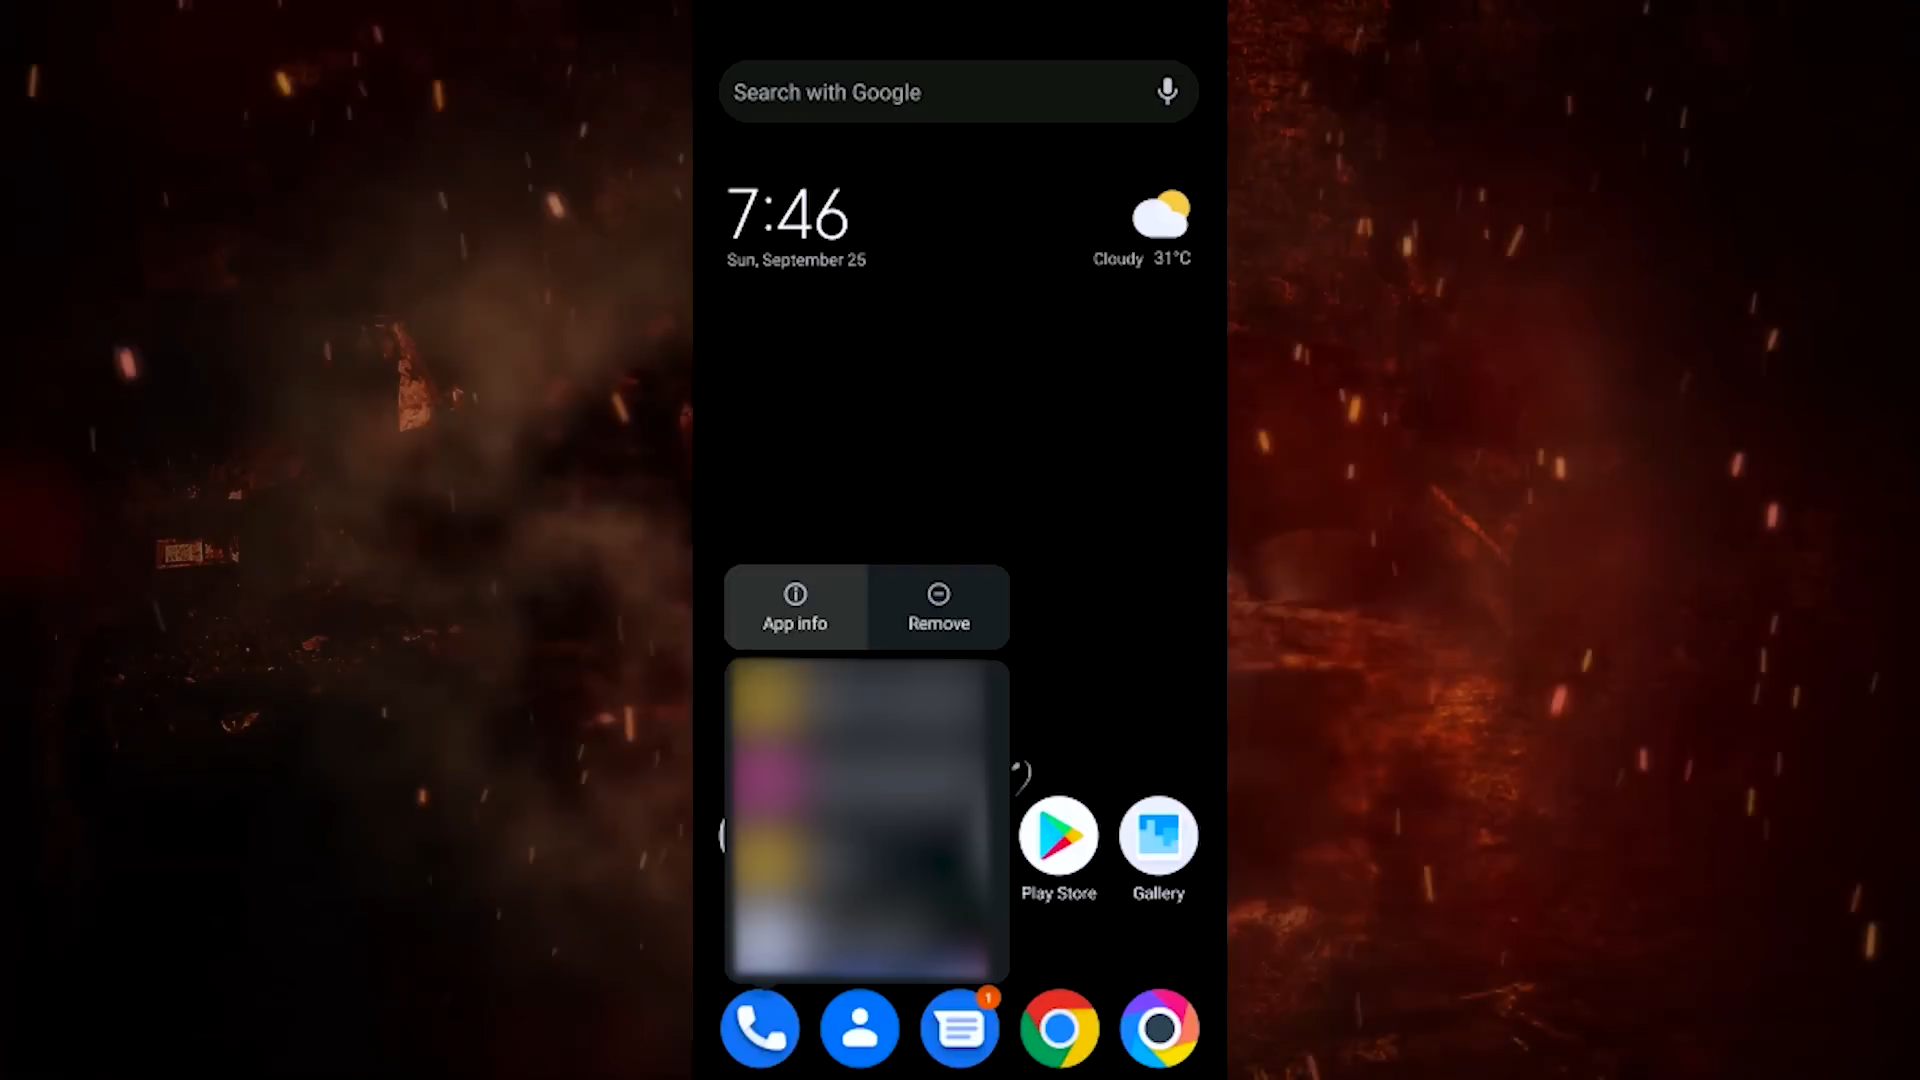 Search with Google
7:46
Sun, September 25
Cloudy 31°C
App info
Remove
Play Store
Gallery
1